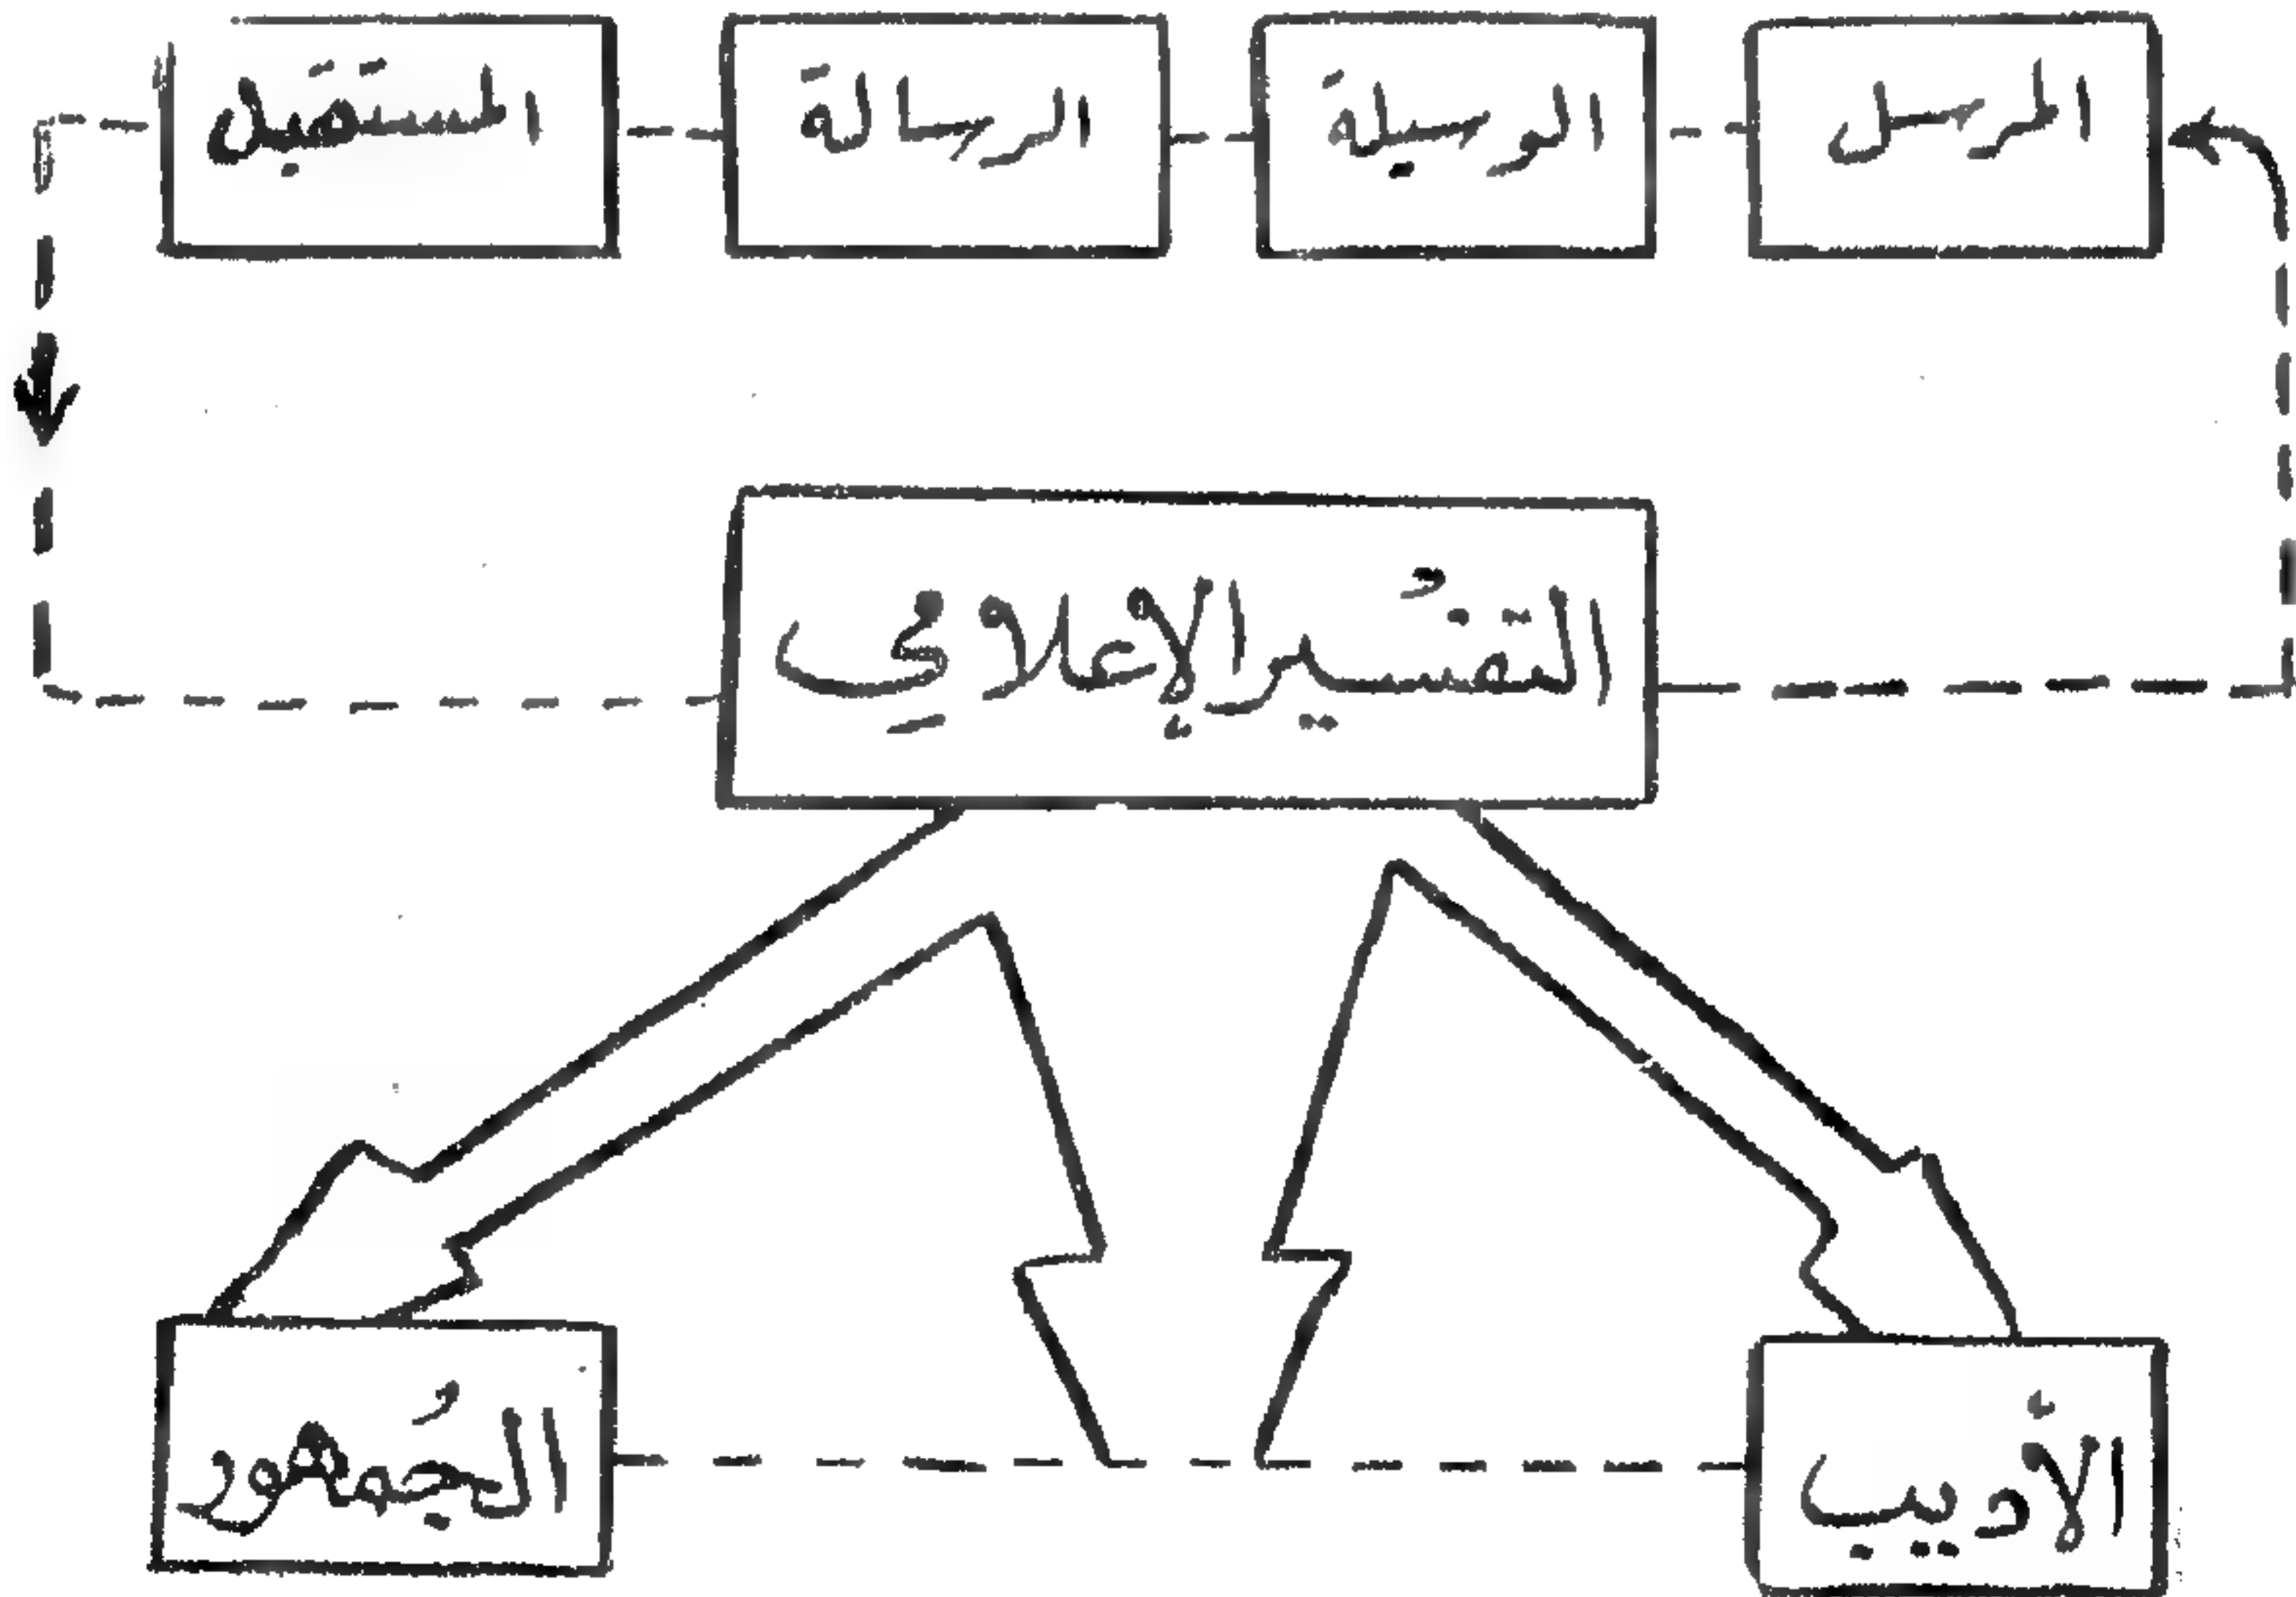 المرسل
الوسيلة
الرسالة
المستقبل
التفسير الإعلامي
الأديب
الجمهور